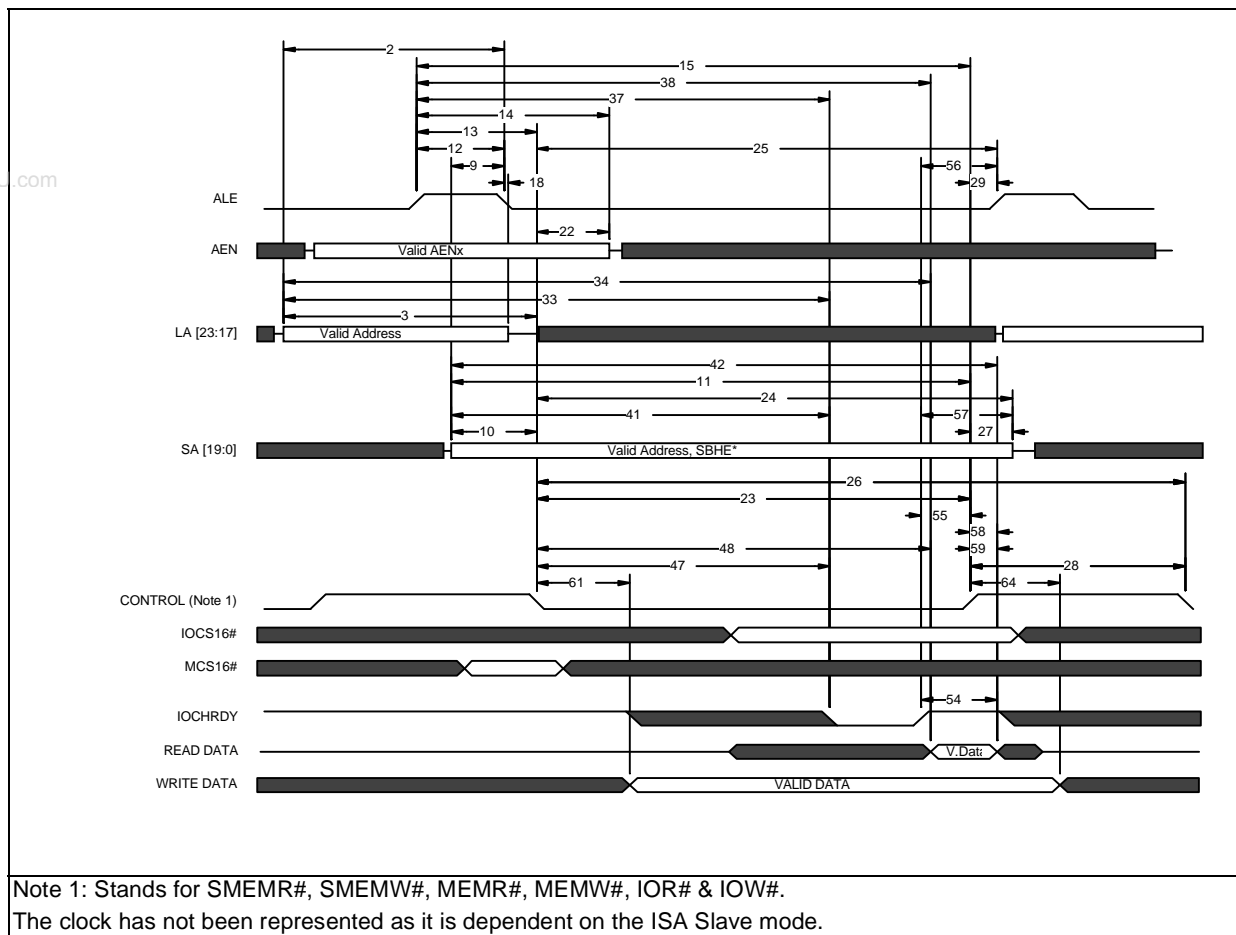 2
15
38
37
14
13
12
25
9
56
18
29
ALE
22
AEN
Valid AENx
34
33
3
LA [23:17]
Valid Address
42
11
24
41
57
10
27
SA [19:0]
Valid Address, SBHE*
26
23
55
58
48
59
47
28
61
64
CONTROL (Note 1)
IOCS16#
MCS16#
54
IOCHRDY
READ DATA
V.Data
WRITE DATA
VALID DATA
Note 1: Stands for SMEMR#, SMEMW#, MEMR#, MEMW#, IOR# & IOW#.
The clock has not been represented as it is dependent on the ISA Slave mode.